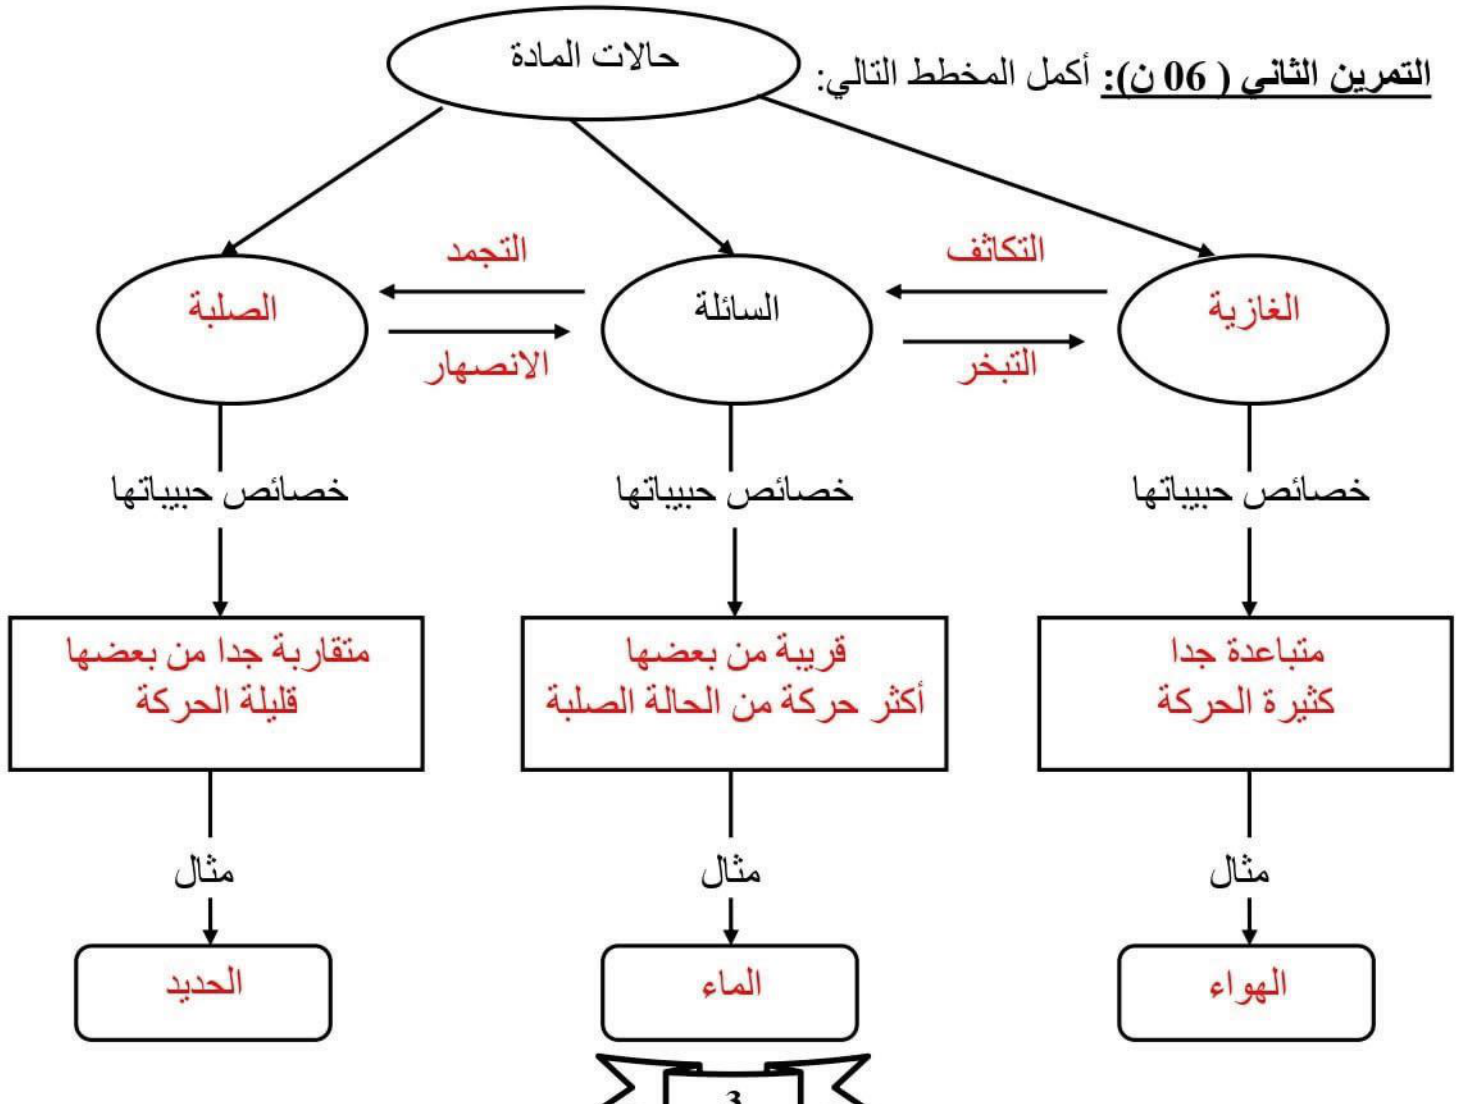 حالات المادة
التمرين الثاني ( 06 ن): أكمل المخطط التالي:
التكاثف
التجمد
الغازية
السائلة
الصلبة
التبخر
الانصهار
خصائص حبيباتها
خصائص حبيباتها
خصائص حبيباتها
متباعدة جدا
كثيرة الحركة
قريبة من بعضها
أكثر حركة من الحالة الصلبة
متقاربة جدا من بعضها
قليلة الحركة
مثال
مثال
مثال
الهواء
الماء
الحديد
3